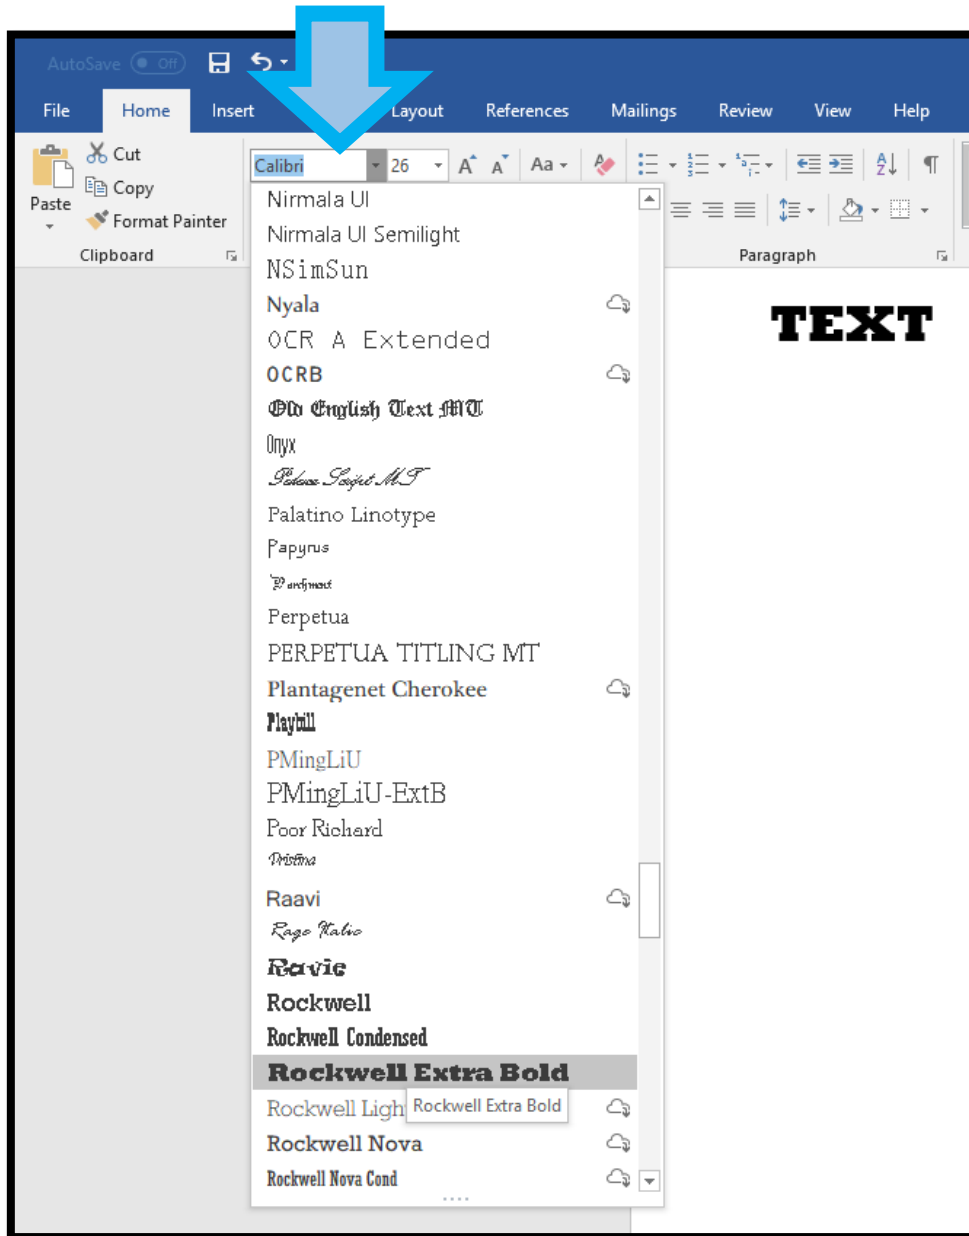 AutoSave Off
File Home Insert Layout References Mailings Review View Help
Cut
Copy
Paste
Format Painter
Clipboard
Calibri 26 Aa
Paragraph
Nirmala UI
Nirmala UI Semilight
NSimSun
Nyala
OCR A Extended
OCRB
Old English Text MT
Onyx
Palace Script MT
Palatino Linotype
Papyrus
Parchment
Perpetua
PERPETUA TITLING MT
Plantagenet Cherokee
Playbill
PMingLiU
PMingLiU-ExtB
Poor Richard
Pristina
Raavi
Rage Italic
Ravie
Rockwell
Rockwell Condensed
Rockwell Extra Bold
Rockwell Ligh
Rockwell Extra Bold
Rockwell Nova
Rockwell Nova Cond
TEXT